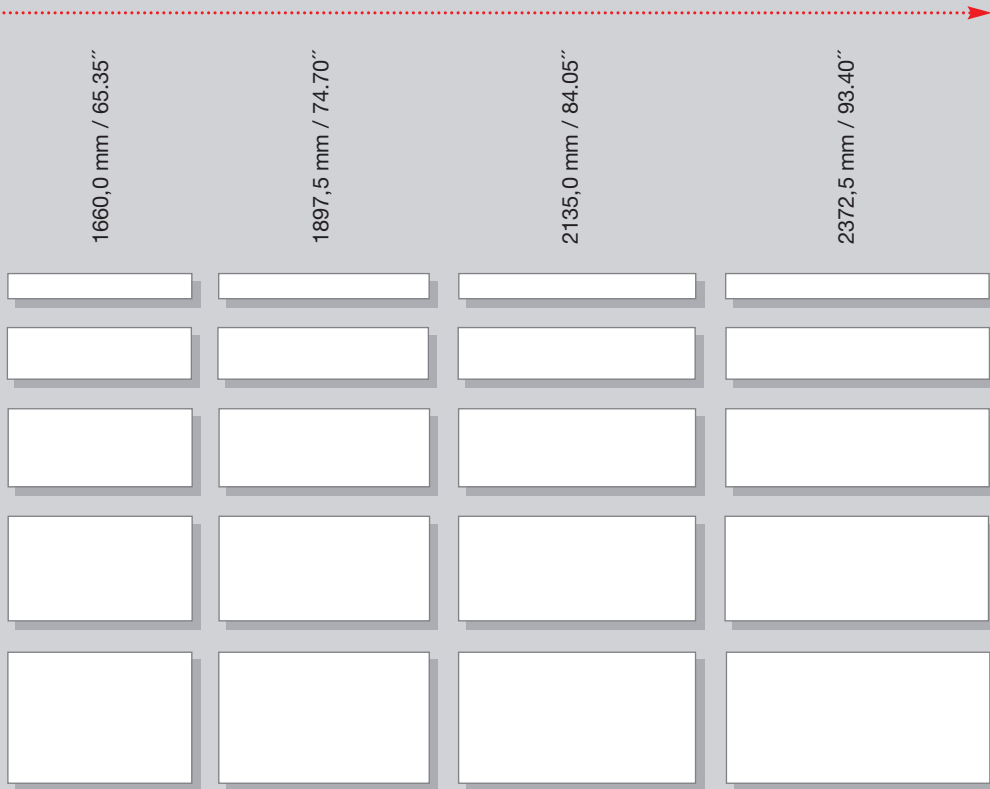 1660,0 mm / 65.35˝
1897,5 mm / 74.70˝
2135,0 mm / 84.05˝
2372,5 mm / 93.40˝